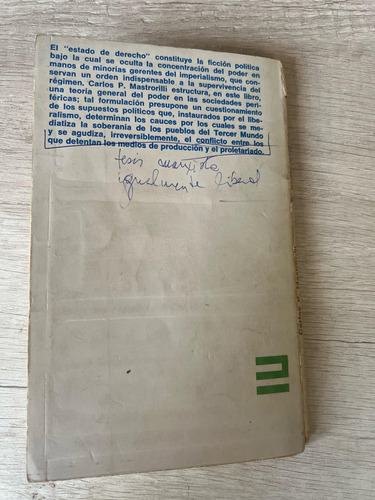 El "estado de derecho" constituye la ficción política
bajo la cual se oculta la concentración del poder en
manos de minorías gerentes del imperialismo, que con-
servan un orden indispensable a la supervivencia del
régimen. Carlos P. Mastrorilli estructura, en este libro,
una teoría general del poder en las sociedades peri-
féricas; tal formulación presupone un cuestionamiento
de los supuestos políticos que, instaurados por el libe-
ralismo, determinan los cauces por los cuales se me-
diatiza la soberanía de los pueblos del Tercer Mundo
y se agudiza, irreversiblemente, el conflicto entre los
que detentan los medios de producción y el proletariado.
tesis marxista
igualmente liberal